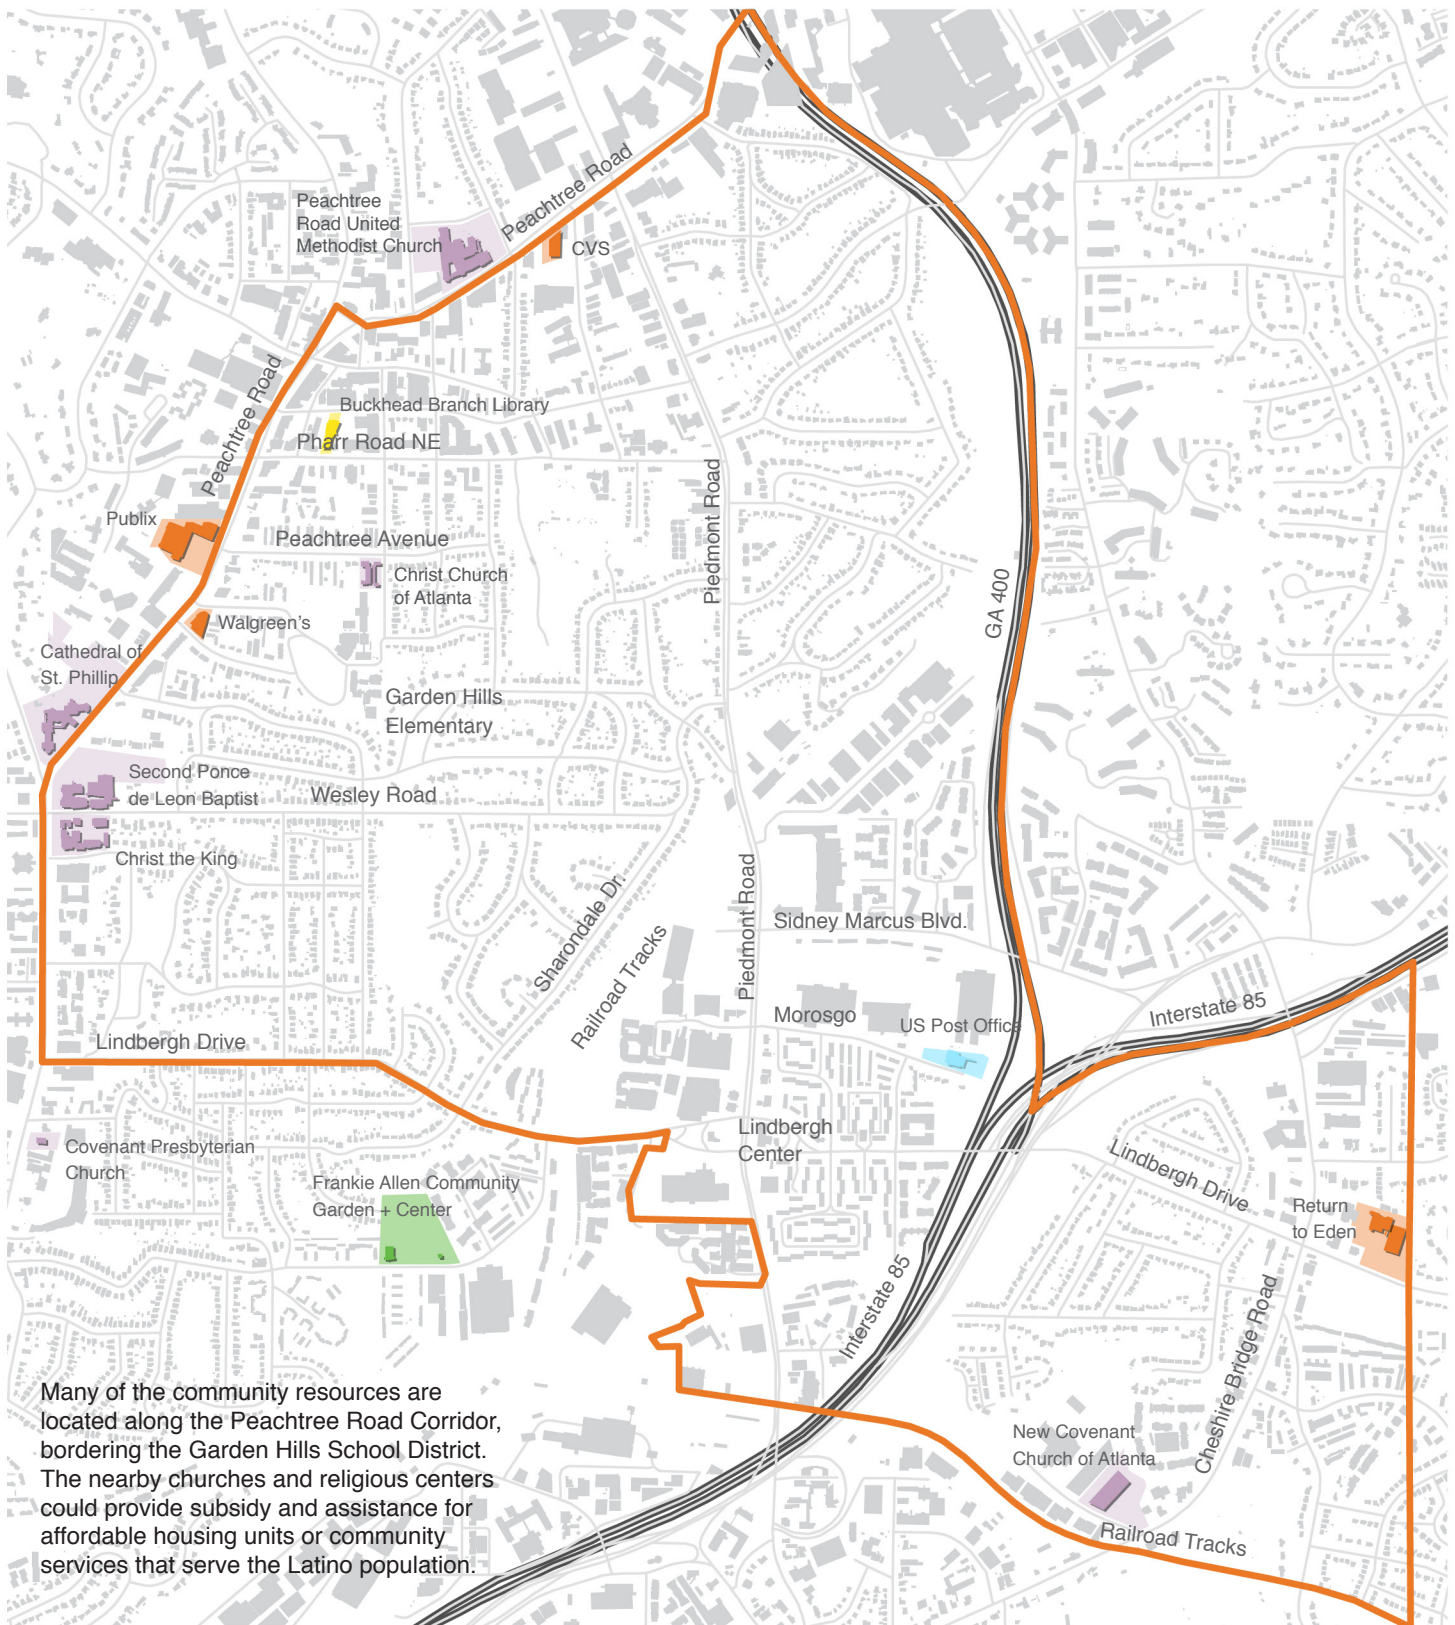 Peachtree
Road United
Methodist Church
Peachtree Road
CVS
Peachtree Road
Buckhead Branch Library
Pharr Road NE
Publix
Peachtree Avenue
Piedmont Road
Christ Church
of Atlanta
GA 400
Walgreen's
Cathedral of
St. Phillip
Garden Hills
Elementary
Second Ponce
de Leon Baptist
Wesley Road
Christ the King
Sharondale Dr.
Railroad Tracks
Piedmont Road
Sidney Marcus Blvd.
Morosgo
US Post Office
Interstate 85
Lindbergh Drive
Lindbergh
Center
Covenant Presbyterian
Church
Frankie Allen Community
Garden + Center
Lindbergh Drive
Return
to Eden
Interstate 85
Cheshire Bridge Road
New Covenant
Church of Atlanta
Railroad Tracks
Many of the community resources are
located along the Peachtree Road Corridor,
bordering the Garden Hills School District.
The nearby churches and religious centers
could provide subsidy and assistance for
affordable housing units or community
services that serve the Latino population.